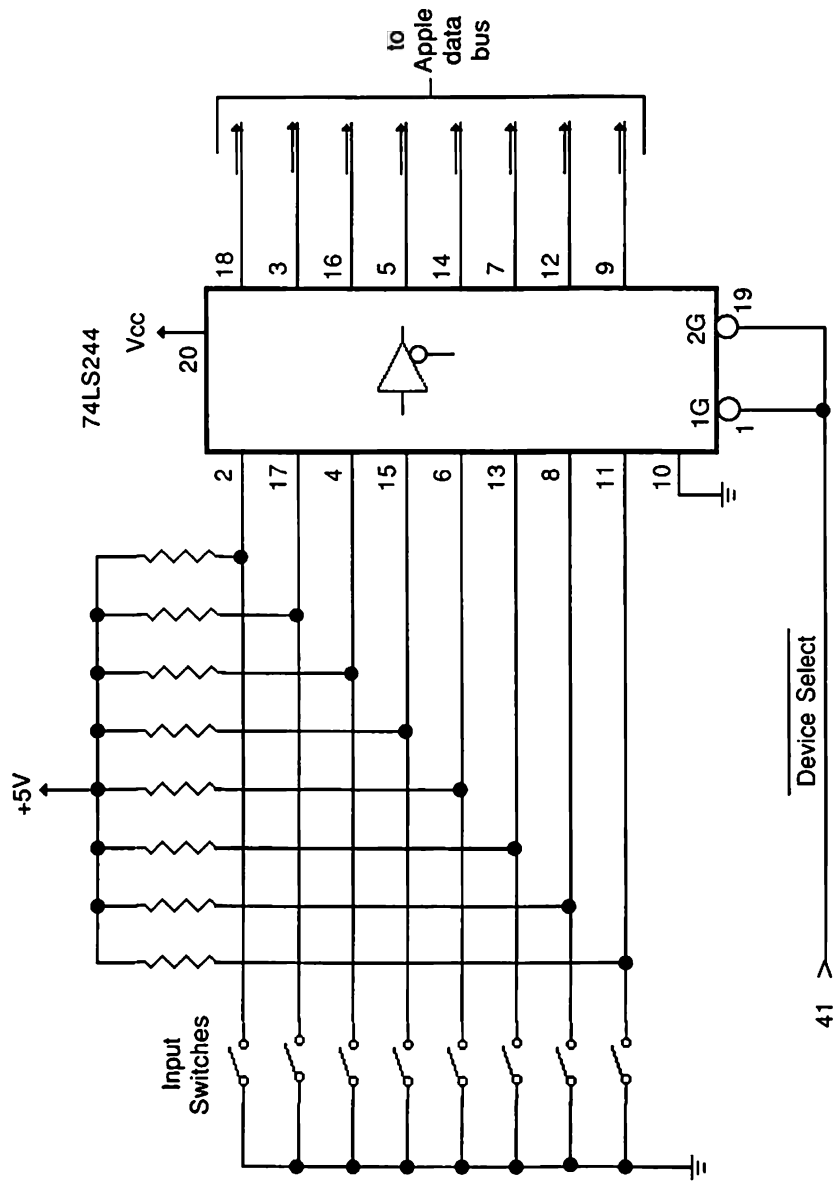 to
Apple
data
bus
74LS244
Vcc
20
+5V
2
17
4
15
6
13
8
11
10
18
3
16
5
14
7
12
9
1G
2G
1
19
Input
Switches
Device Select
41